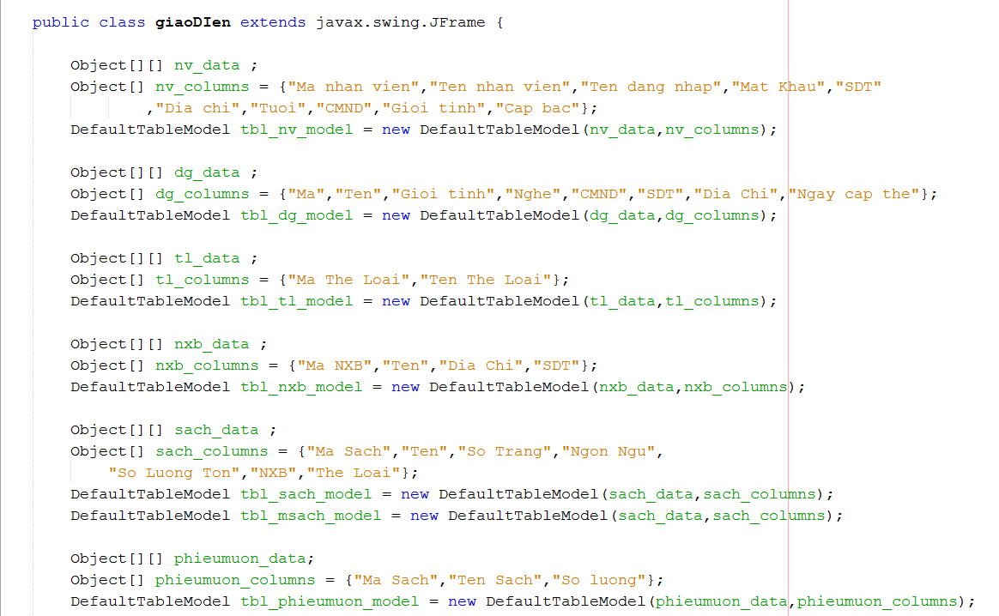 public class giaoDIen extends javax.swing.JFrame {
Object[][] nv_data ;
Object[] nv_columns = {"Ma nhan vien","Ten nhan vien","Ten dang nhap","Mat Khau","SDT"
,"Dia chi","Tuoi","CMND","Gioi tinh","Cap bac"};
DefaultTableModel tbl_nv_model = new DefaultTableModel(nv_data,nv_columns);
Object[][] dg_data ;
Object[] dg_columns = {"Ma","Ten","Gioi tinh","Nghe","CMND","SDT","Dia Chi","Ngay cap the"};
DefaultTableModel tbl_dg_model = new DefaultTableModel(dg_data,dg_columns);
Object[][] tl_data ;
Object[] tl_columns = {"Ma The Loai","Ten The Loai"};
DefaultTableModel tbl_tl_model = new DefaultTableModel(tl_data,tl_columns);
Object[][] nxb_data ;
Object[] nxb_columns = {"Ma NXB","Ten","Dia Chi","SDT"};
DefaultTableModel tbl_nxb_model = new DefaultTableModel(nxb_data,nxb_columns);
Object[][] sach_data ;
Object[] sach_columns = {"Ma Sach","Ten","So Trang","Ngon Ngu",
"So Luong Ton","NXB","The Loai"};
DefaultTableModel tbl_sach_model = new DefaultTableModel(sach_data,sach_columns);
DefaultTableModel tbl_msach_model = new DefaultTableModel(sach_data,sach_columns);
Object[][] phieumuon_data;
Object[] phieumuon_columns = {"Ma Sach","Ten Sach","So luong"};
DefaultTableModel tbl_phieumuon_model = new DefaultTableModel(phieumuon_data,phieumuon_columns);